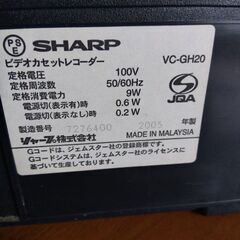 PS
E
SHARP
ビデオカセットレコーダー VC-GH20
定格電圧 100V
定格周波数 50/60Hz
定格消費電力 9W
電源切(表示有)時 0.6 W
電源切(表示なし)時 0.2 W
JQA
製造番号 7276400 2005 年製
シャープ株式会社 MADE IN MALAYSIA
Gコードは、ジェムスター社の登録商標です。
Gコードシステムは、ジェムスター社のライセンスに
基づいて生産しております。